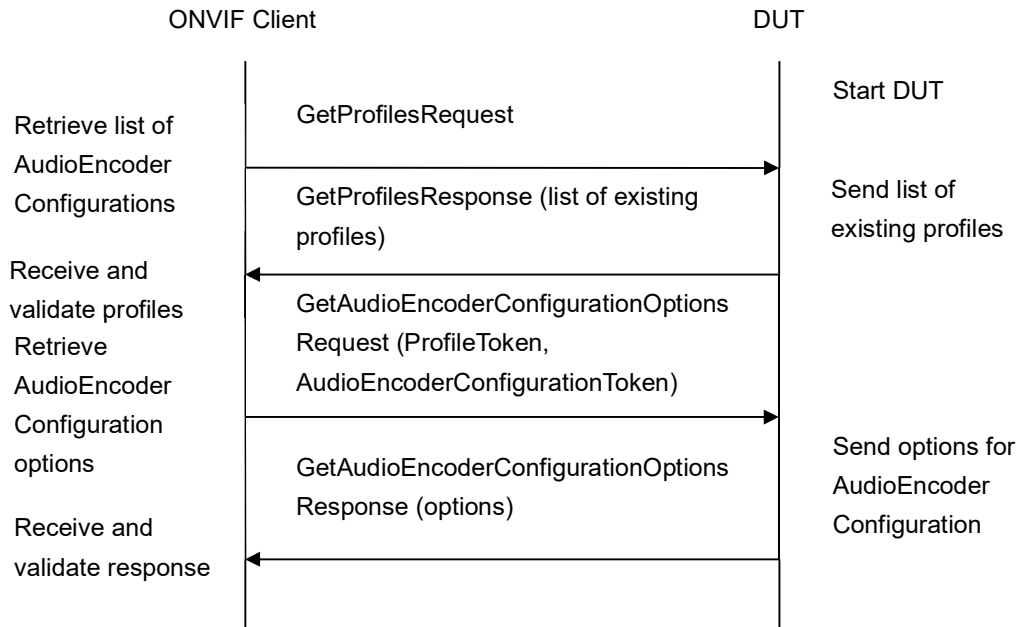 ONVIF Client
DUT
Start DUT
GetProfilesRequest
Retrieve list of
AudioEncoder
Configurations
GetProfilesResponse (list of existing
profiles)
Send list of
existing profiles
Receive and
validate profiles
GetAudioEncoderConfigurationOptions
Request (ProfileToken,
AudioEncoderConfigurationToken)
Retrieve
AudioEncoder
Configuration
options
GetAudioEncoderConfigurationOptions
Response (options)
Send options for
AudioEncoder
Configuration
Receive and
validate response